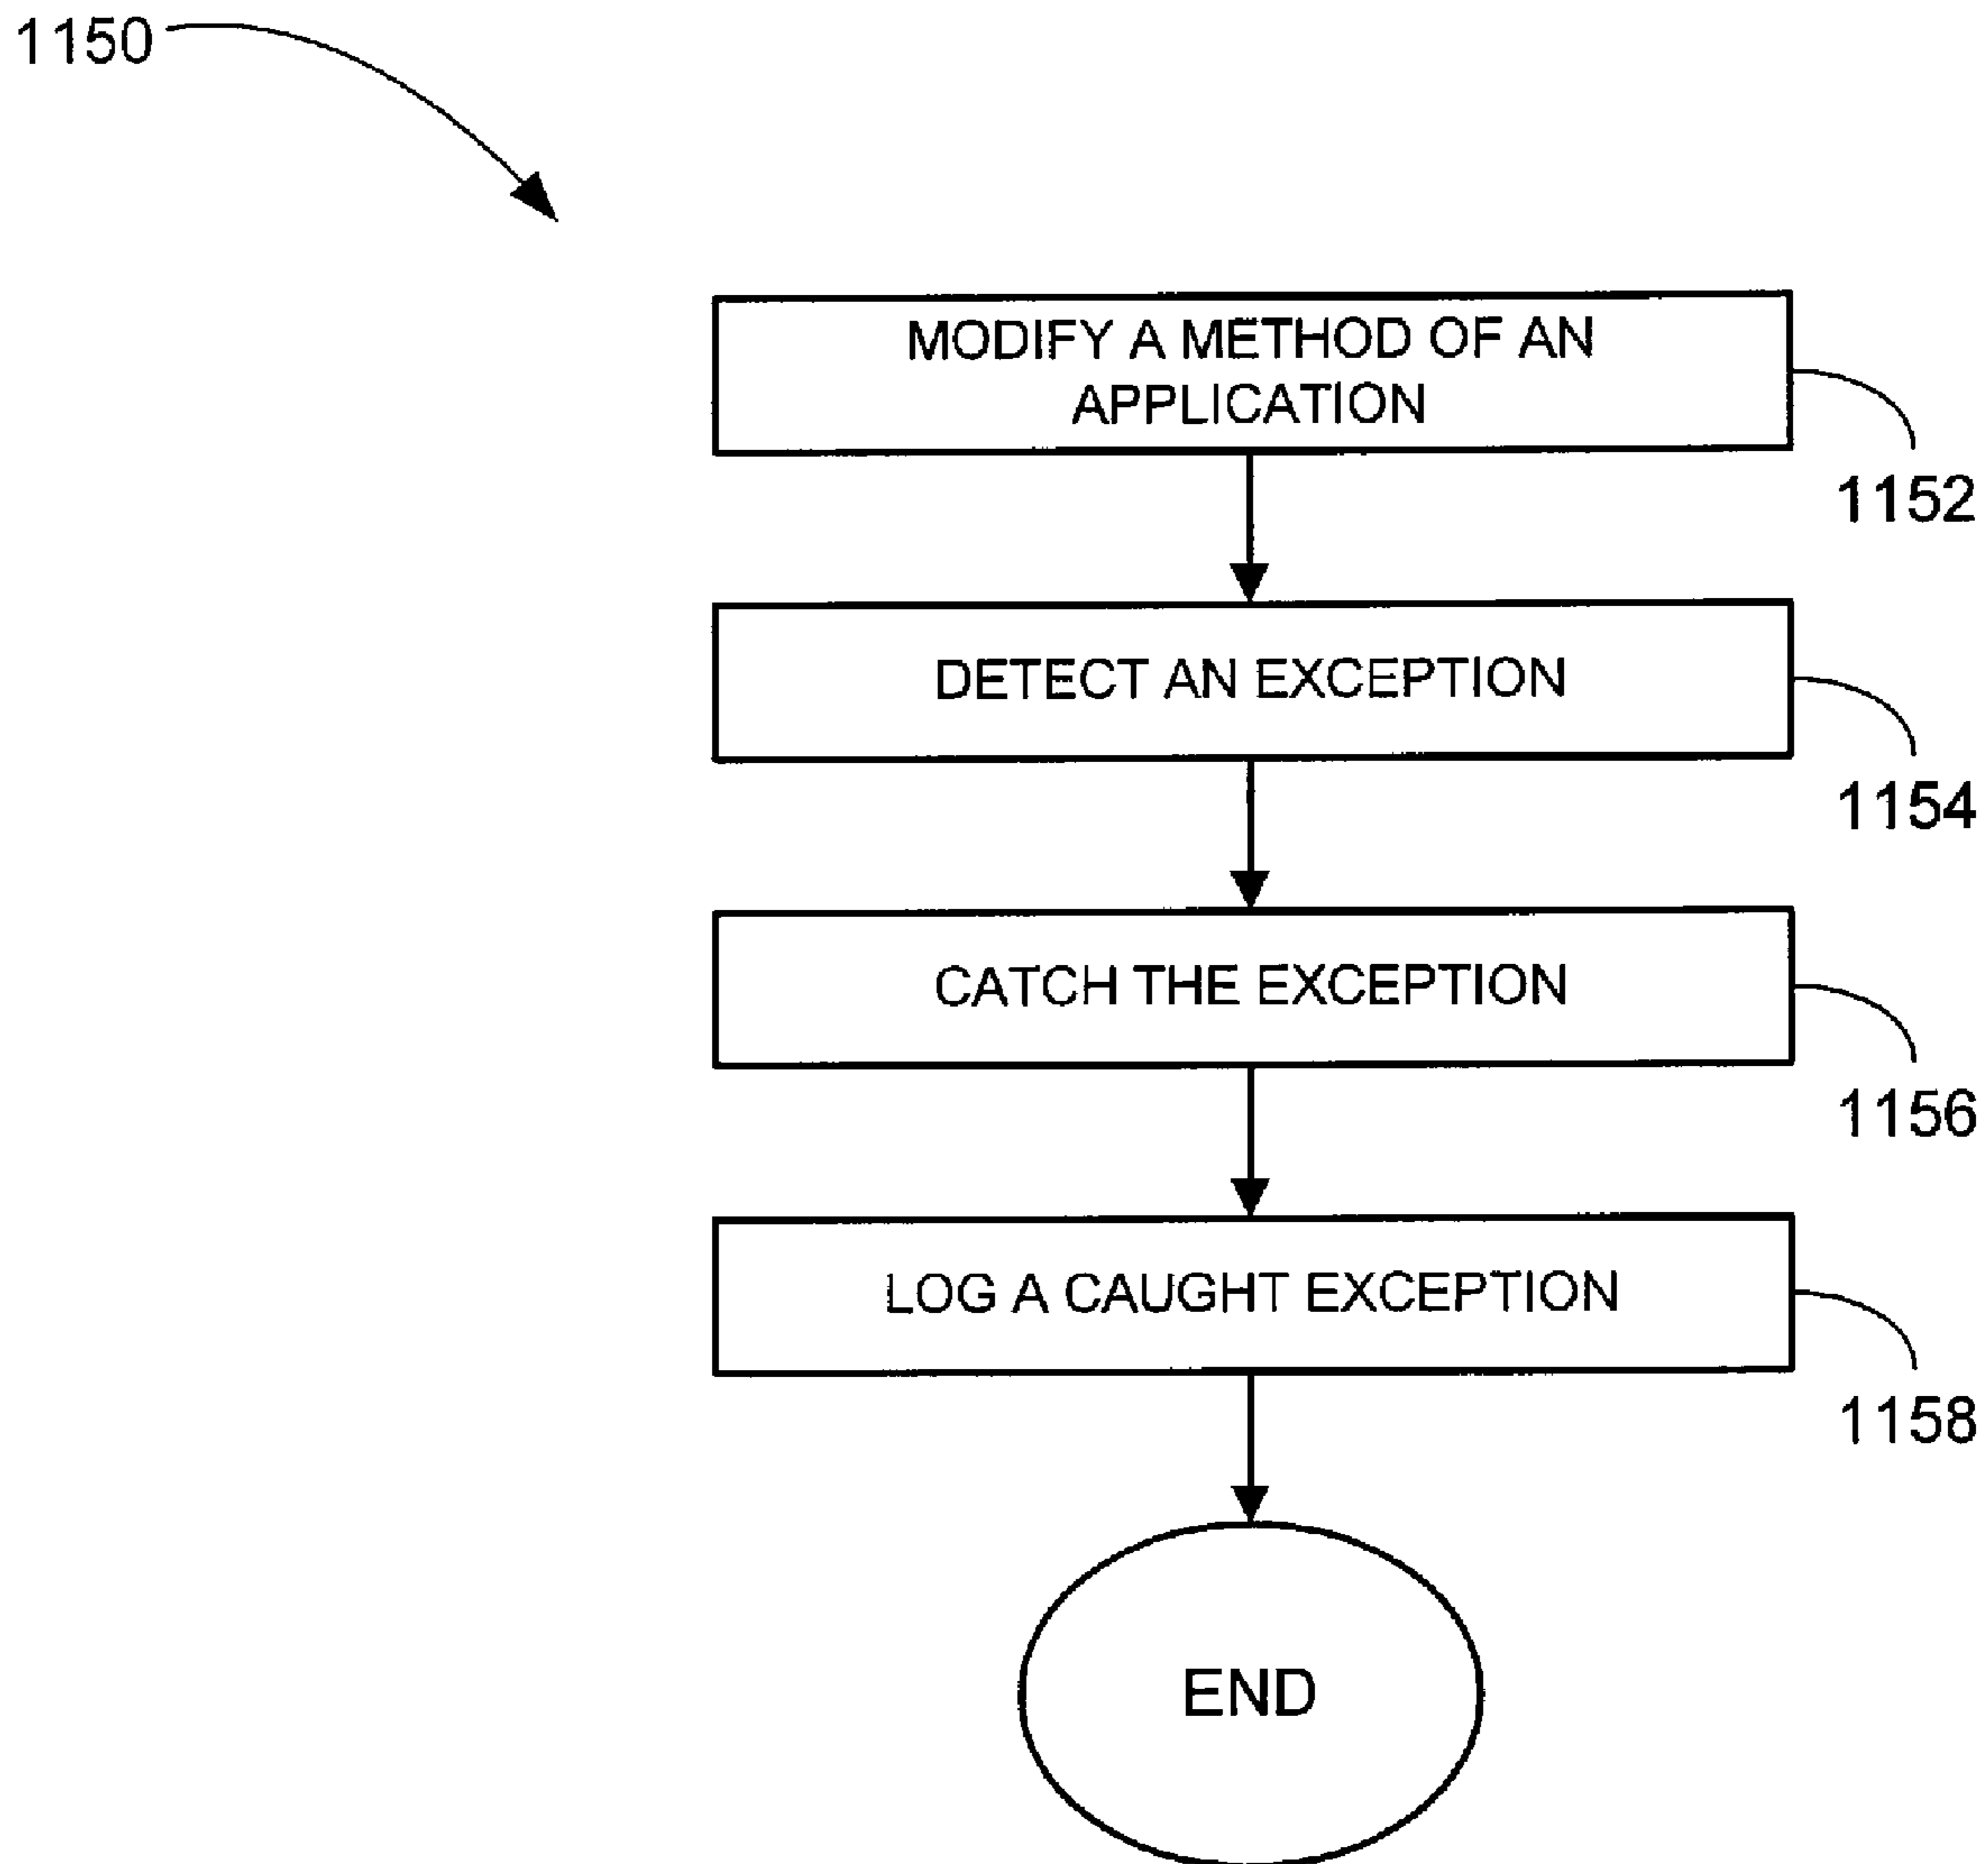 1150
MODIFY A METHOD OF AN
APPLICATION
1152
DETECT AN EXCEPTION
1154
CATCH THE EXCEPTION
1156
LOG A CAUGHT EXCEPTION
1158
END